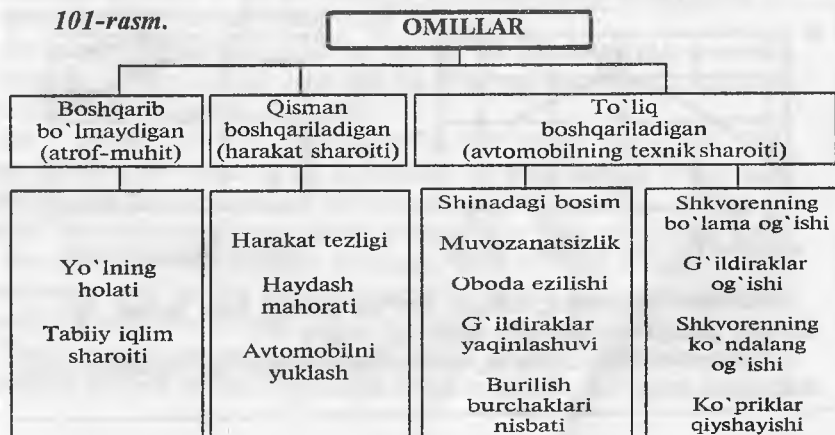 101-rasm.
OMILLAR
Boshqarib
bo`lmaydigan
(atrof-muhit)
Qisman
boshqariladigan
(harakat sharoiti)
To`liq
boshqariladigan
(avtomobilning texnik sharoiti)
Yo`lning
holati
Tabiiy iqlim
sharoiti
Harakat tezligi
Haydash
mahorati
Avtomobilni
yuklash
Shinadagi bosim
Muvozanatsizlik
Oboda ezilishi
G`ildiraklar
yaqinlashuvi
Burilish
burchaklari
nisbati
Shkvorenning
bo`lama og`ishi
G`ildiraklar
og`ishi
Shkvorenning
ko`ndalang
og`ishi
Ko`priklar
qiyshayishi